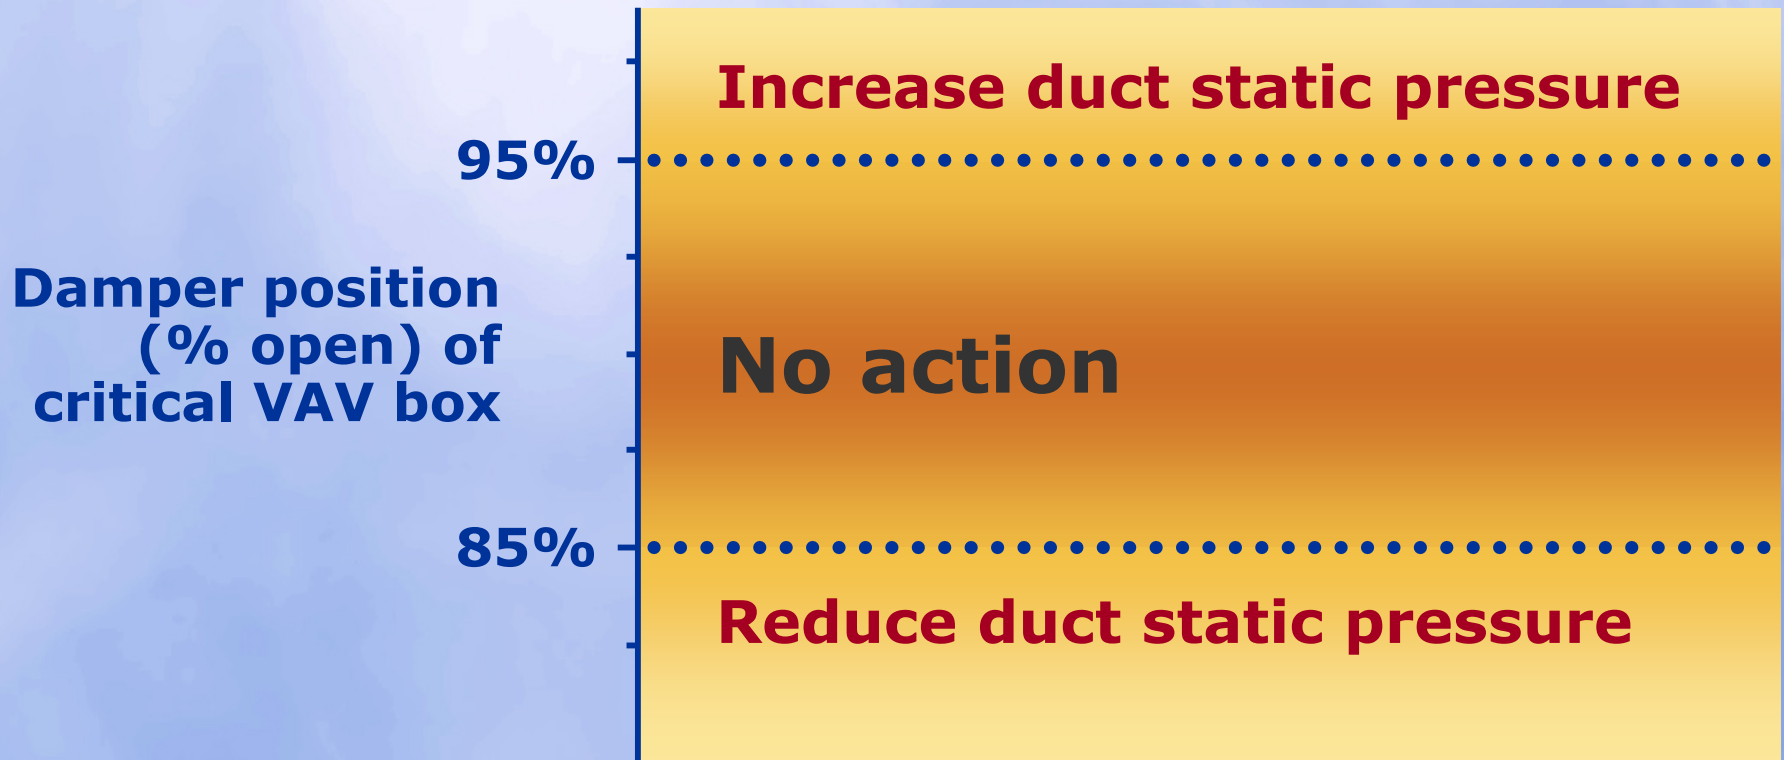 Increase duct static pressure
95%
Damper position
(% open) of
critical VAV box
No action
85%
Reduce duct static pressure